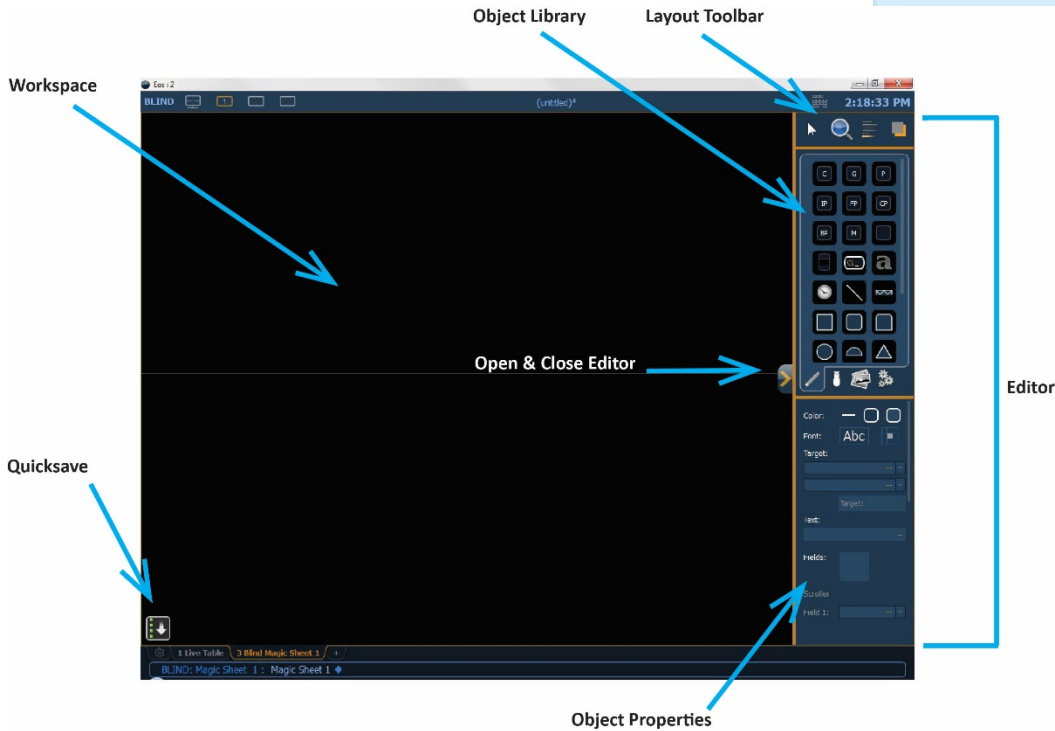 Object Library
Layout Toolbar
Workspace
Eos : 2
BLIND
1
(untitled)*
2:18:33 PM
C G P
IP FP CP
BF M
a
Open & Close Editor
Editor
Color:
Font: Abc
Target:
--
--
Target:
Text:
--
Quicksave
Fields:
Scroller
Field 1: --
1 Live Table 3 Blind Magic Sheet 1 +
BLIND: Magic Sheet 1 : Magic Sheet 1
Object Properties